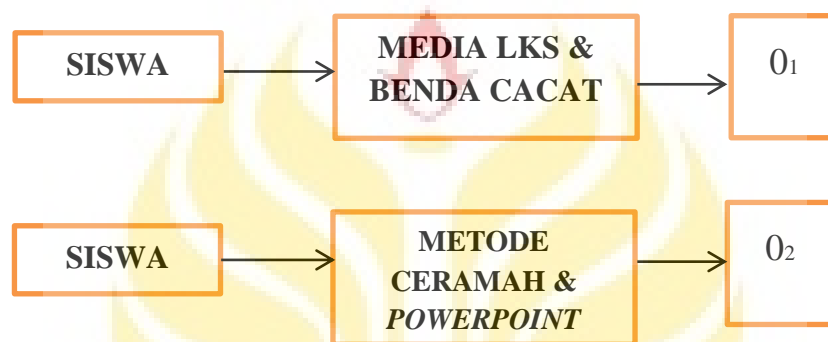 SISWA
MEDIA LKS &
BENDA CACAT
0₁
SISWA
METODE
CERAMAH &
POWERPOINT
0₂